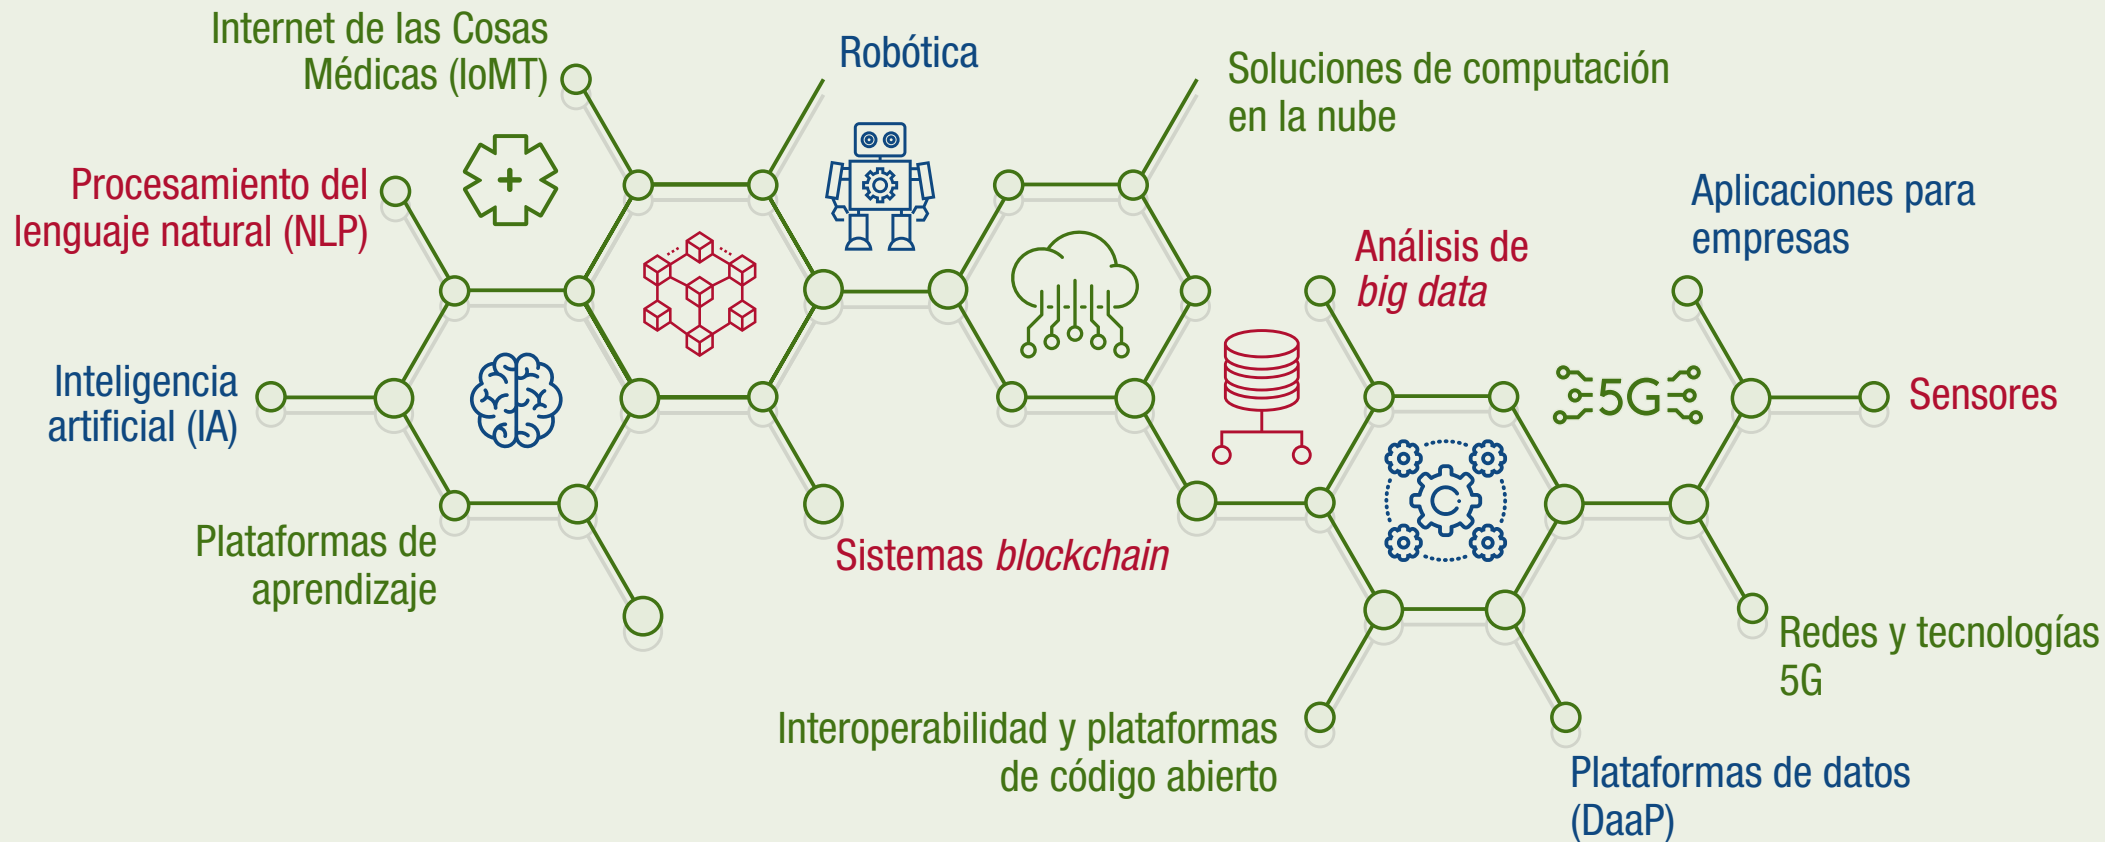 Internet de las Cosas
Médicas (IoMT)
Robótica
Soluciones de computación
en la nube
Procesamiento del
lenguaje natural (NLP)
Aplicaciones para
empresas
Análisis de
big data
Inteligencia
artificial (IA)
5G
Sensores
Plataformas de
aprendizaje
Sistemas blockchain
Redes y tecnologías
5G
Interoperabilidad y plataformas
de código abierto
Plataformas de datos
(DaaP)